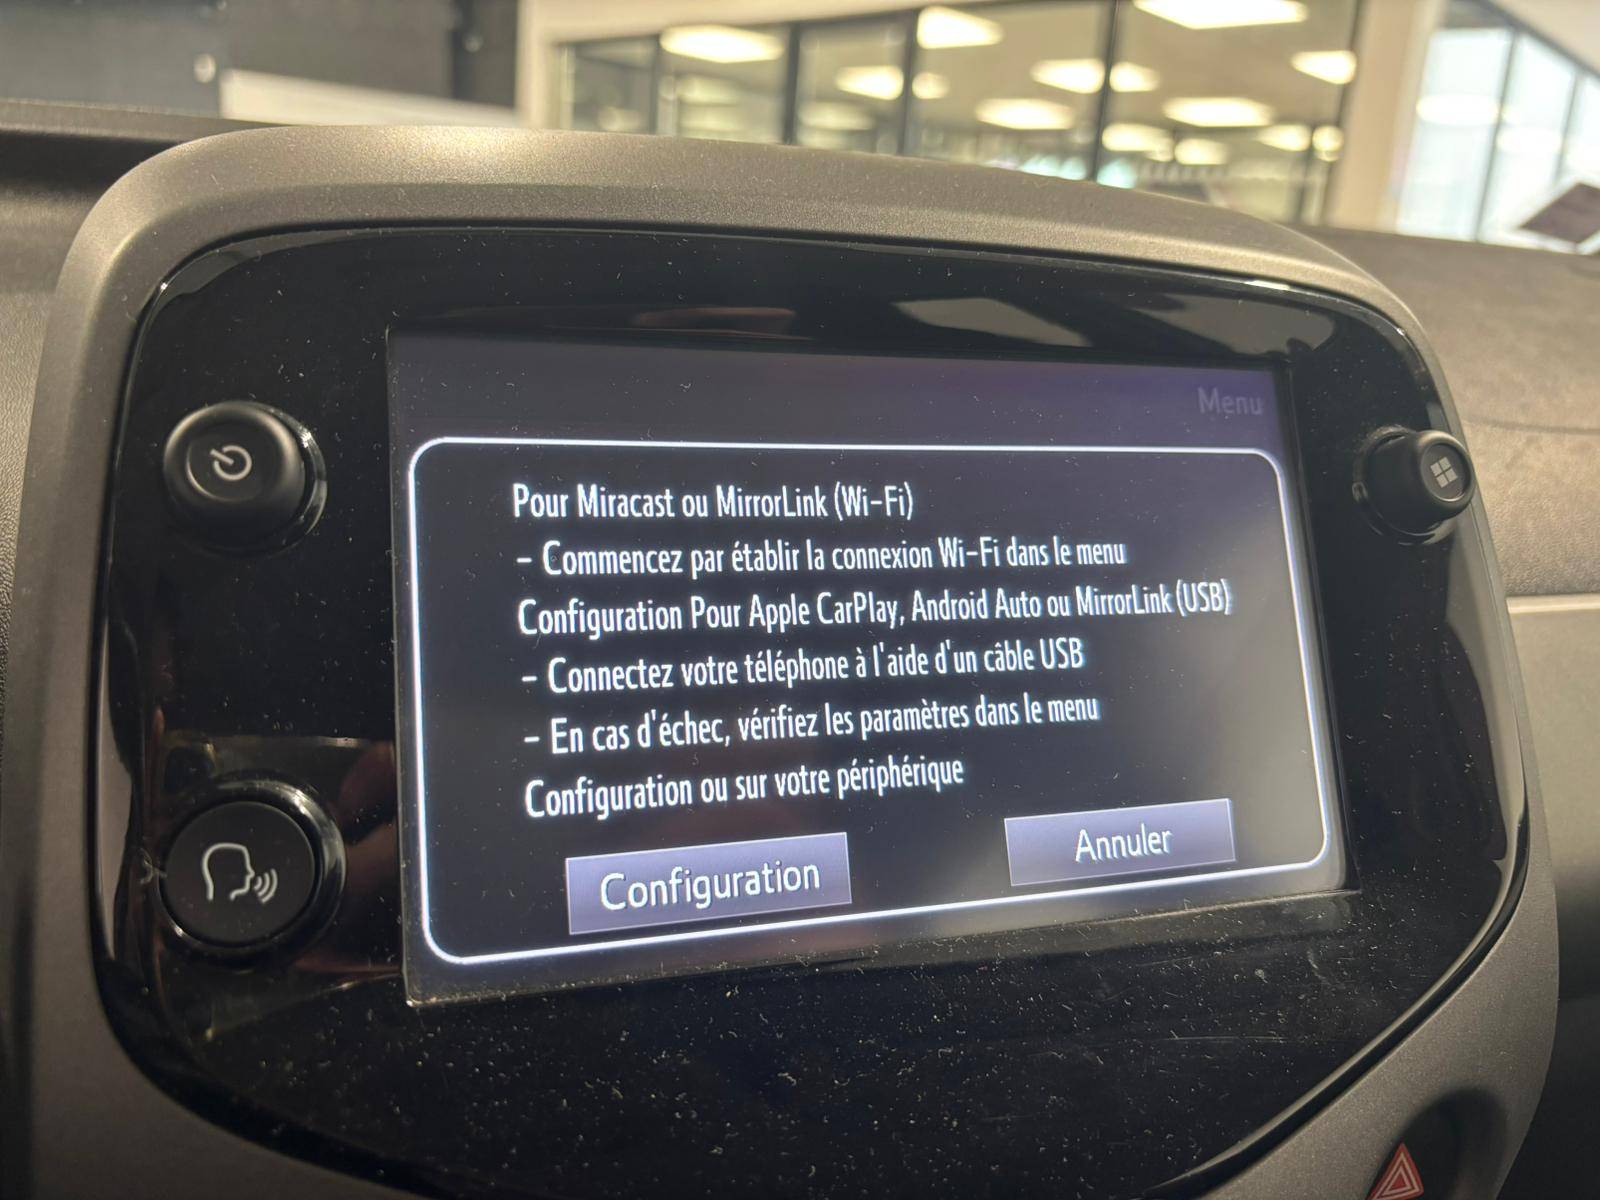 Menu
Pour Miracast ou MirrorLink (Wi-Fi)
- Commencez par établir la connexion Wi-Fi dans le menu
Configuration Pour Apple CarPlay, Android Auto ou MirrorLink (USB)
- Connectez votre téléphone à l'aide d'un câble USB
- En cas d'échec, vérifiez les paramètres dans le menu
Configuration ou sur votre périphérique
Configuration
Annuler